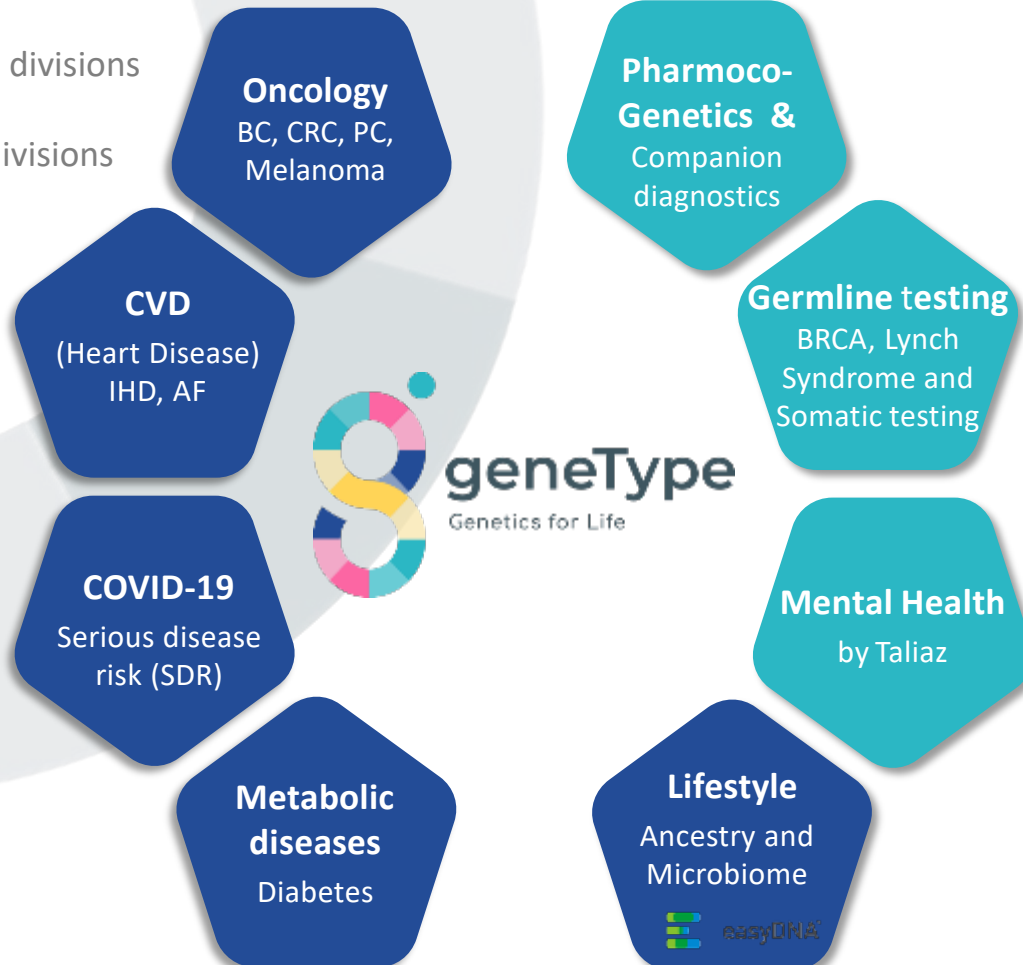 divisions
ivisions
Oncology
BC, CRC, PC,
Melanoma
Pharmoco-
Genetics &
Companion
diagnostics
CVD
(Heart Disease)
IHD, AF
Germline testing
BRCA, Lynch
Syndrome and
Somatic testing
geneType
Genetics for Life
COVID-19
Serious disease
risk (SDR)
Mental Health
by Taliaz
Metabolic
diseases
Diabetes
Lifestyle
Ancestry and
Microbiome
easyDNA